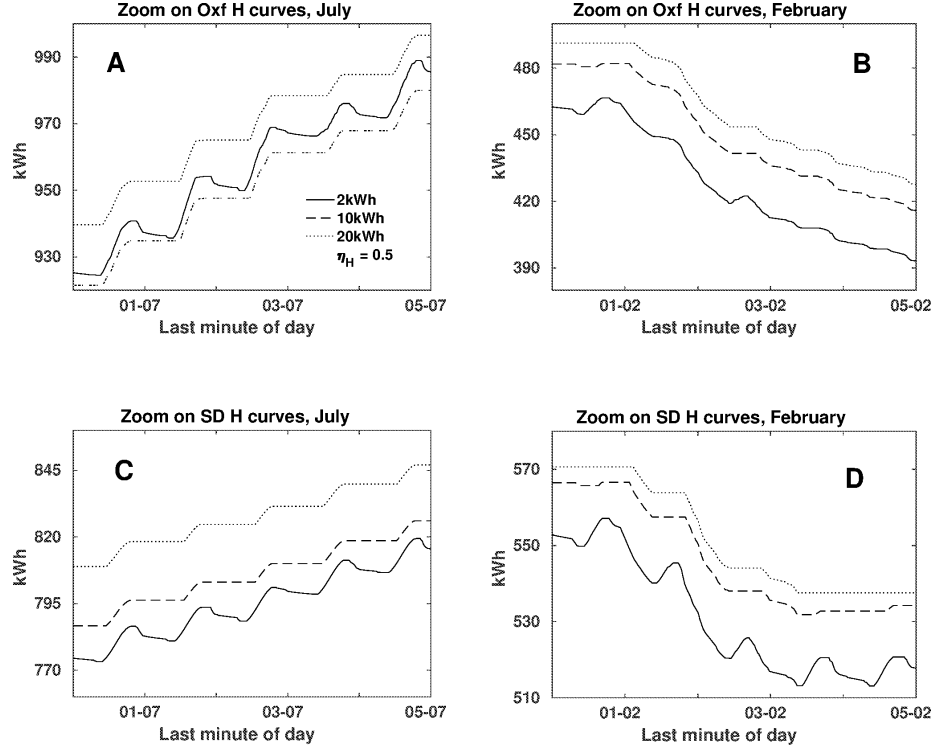 Zoom on Oxf H curves, July
A
990
970
950
930
kWh
2kWh
10kWh
20kWh
ηH = 0.5
01-07 03-07 05-07
Last minute of day
Zoom on Oxf H curves, February
B
480
450
420
390
kWh
01-02 03-02 05-02
Last minute of day
Zoom on SD H curves, July
C
845
820
795
770
kWh
01-07 03-07 05-07
Last minute of day
Zoom on SD H curves, February
D
570
550
530
510
kWh
01-02 03-02 05-02
Last minute of day